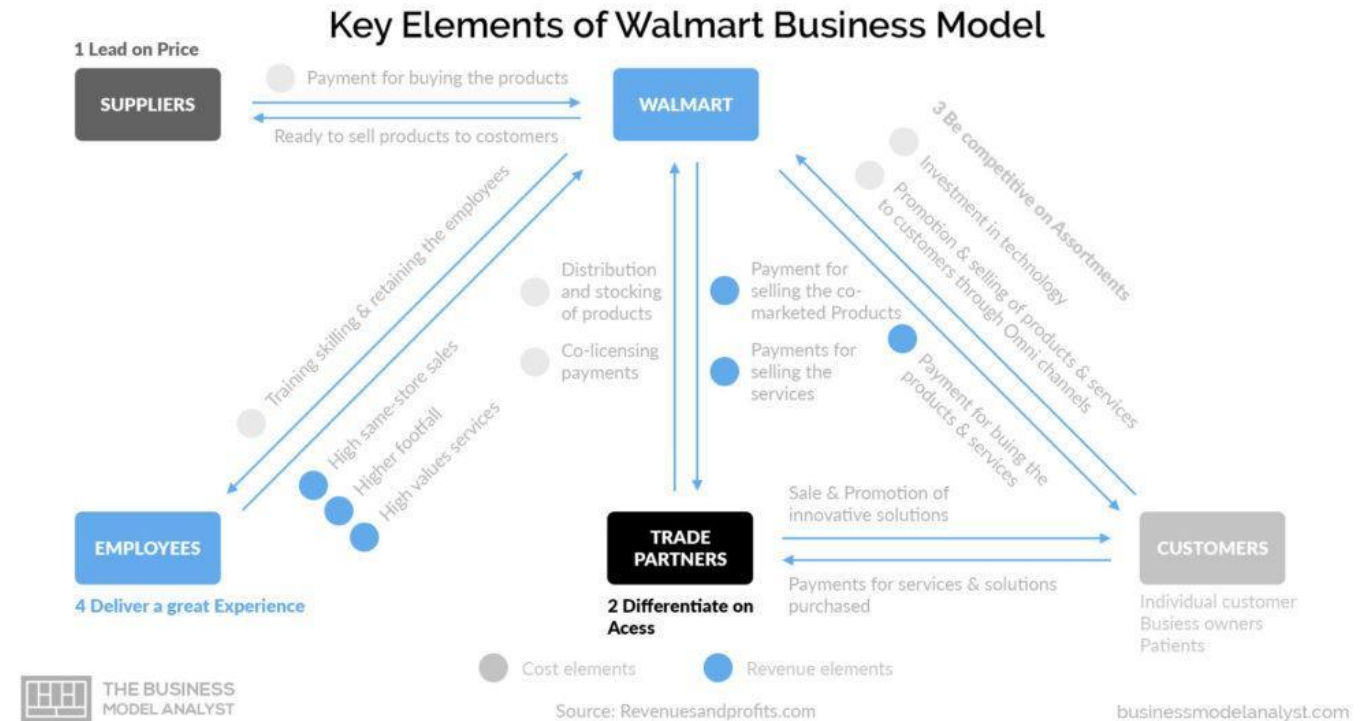 Key Elements of Walmart Business Model
1 Lead on Price
SUPPLIERS
Payment for buying the products
Ready to sell products to costomers
WALMART
3 Be competitive on Assortments
Investment in technology
Promotion & selling of products & services
to customers through Omni channels
Payment for buing the
products & services
Training skilling & retaining the employees
High same-store sales
Higher footfall
High values services
Distribution
and stocking
of products
Co-licensing
payments
Payment for
selling the co-
marketed Products
Payments for
selling the
services
EMPLOYEES
4 Deliver a great Experience
TRADE
PARTNERS
2 Differentiate on
Acess
Sale & Promotion of
innovative solutions
Payments for services & solutions
purchased
CUSTOMERS
Individual customer
Busiess owners
Patients
Cost elements
Revenue elements
THE BUSINESS
MODEL ANALYST
Source: Revenuesandprofits.com
businessmodelanalyst.com